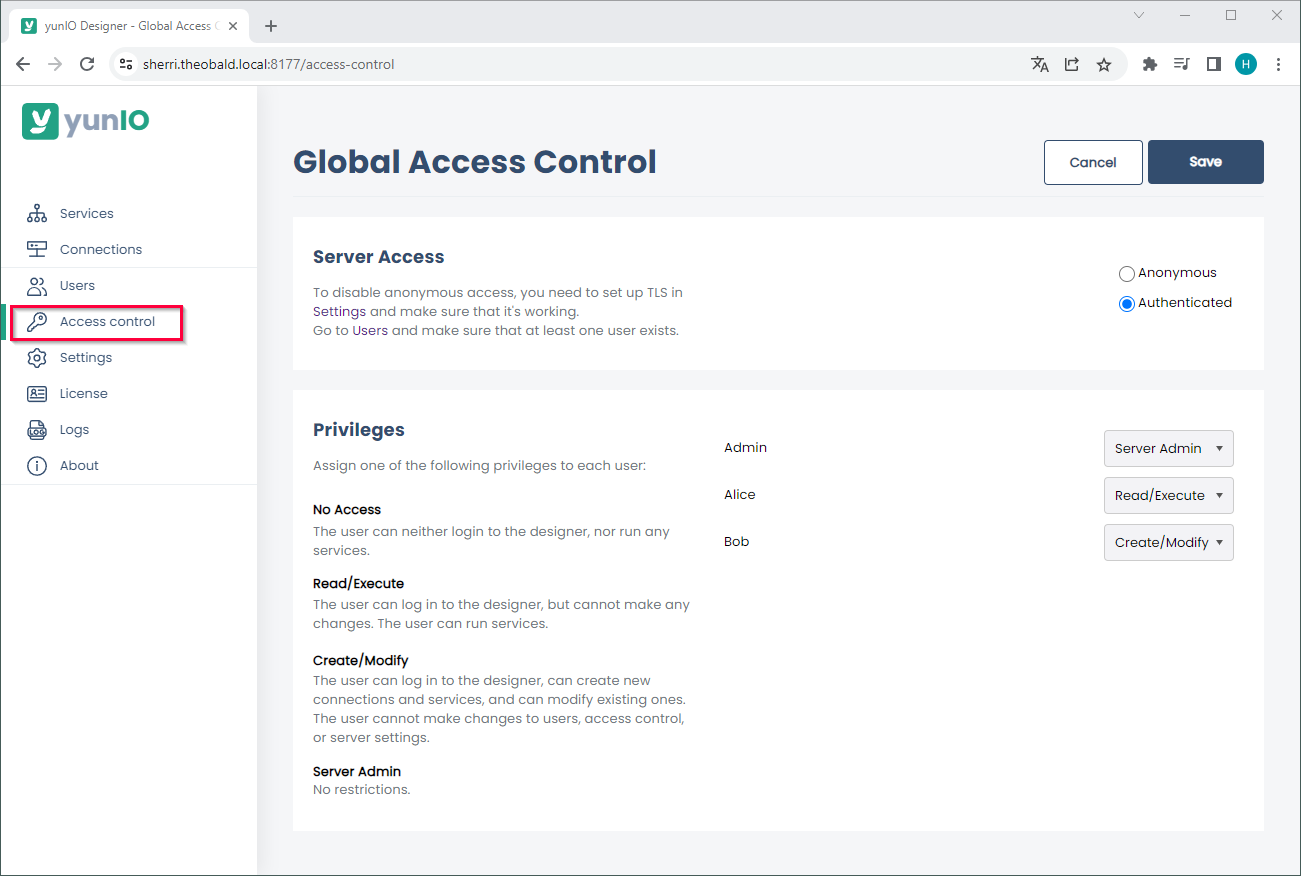 yunIO Designer - Global Access
sherri.theobald.local:8177/access-control
H
yunIO
Services
Connections
Users
Access control
Settings
License
Logs
About
Global Access Control
Cancel
Save
Server Access
To disable anonymous access, you need to set up TLS in
Settings and make sure that it's working.
Go to Users and make sure that at least one user exists.
Anonymous
Authenticated
Privileges
Assign one of the following privileges to each user:
No Access
The user can neither login to the designer, nor run any
services.
Read/Execute
The user can log in to the designer, but cannot make any
changes. The user can run services.
Create/Modify
The user can log in to the designer, can create new
connections and services, and can modify existing ones.
The user cannot make changes to users, access control,
or server settings.
Server Admin
No restrictions.
Admin
Server Admin
Alice
Read/Execute
Bob
Create/Modify